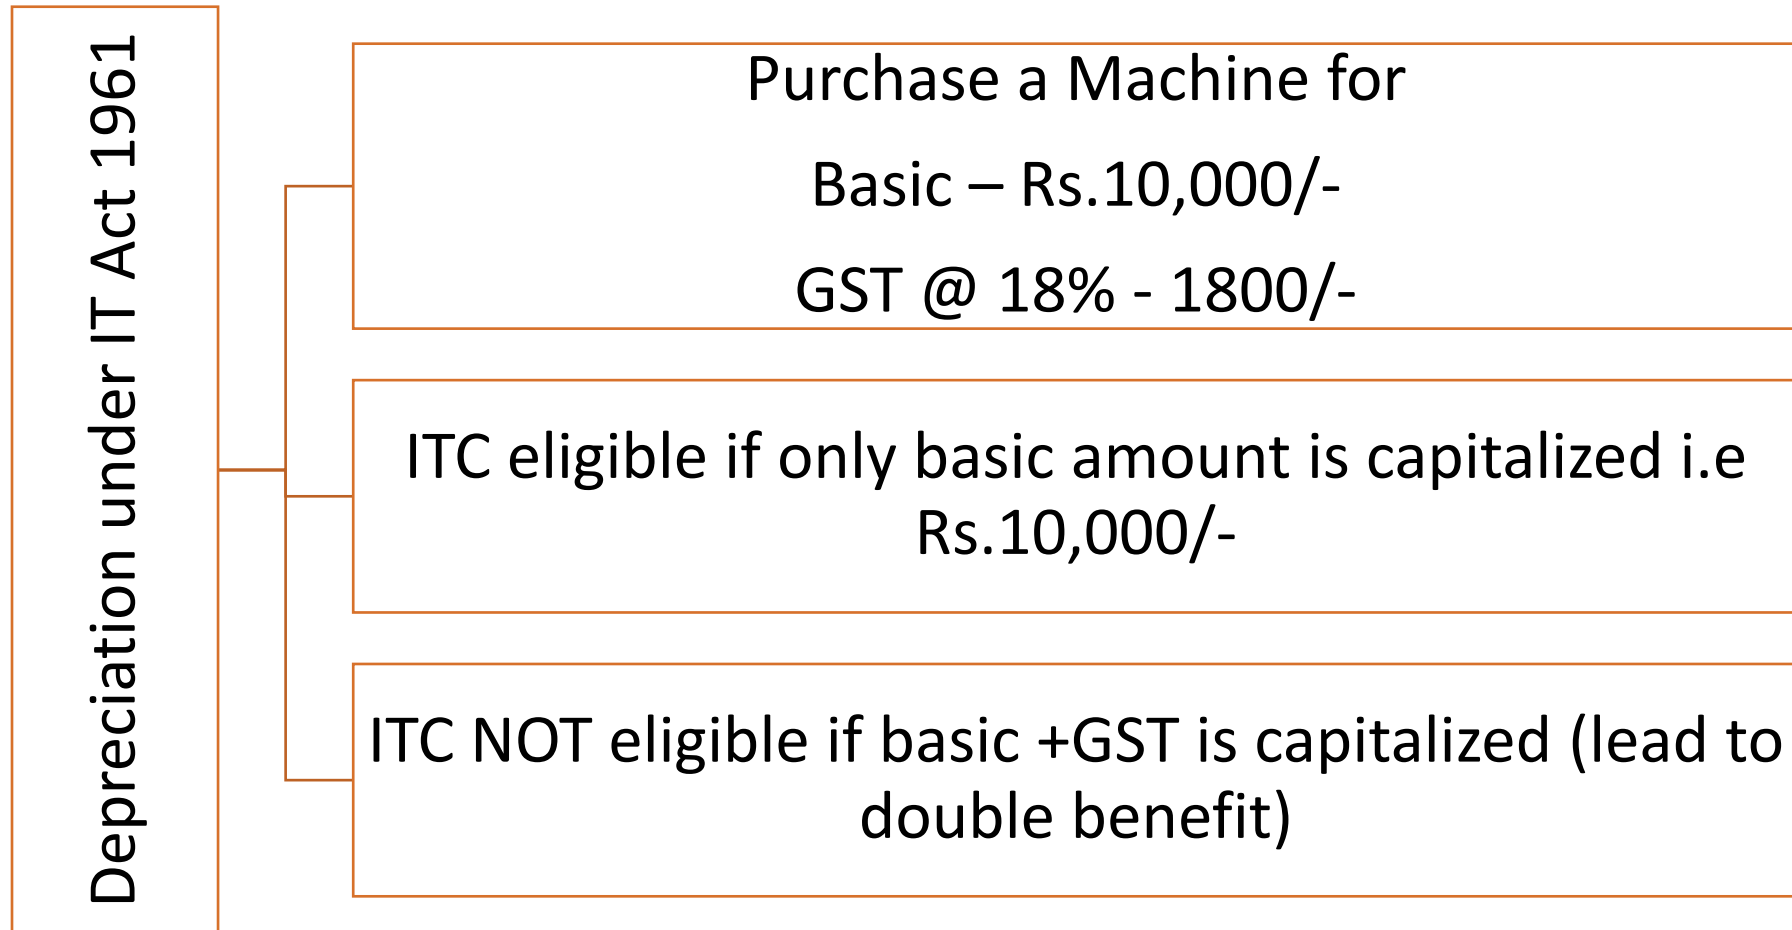 Depreciation under IT Act 1961
Purchase a Machine for
Basic – Rs.10,000/-
GST @ 18% - 1800/-
ITC eligible if only basic amount is capitalized i.e
Rs.10,000/-
ITC NOT eligible if basic +GST is capitalized (lead to
double benefit)